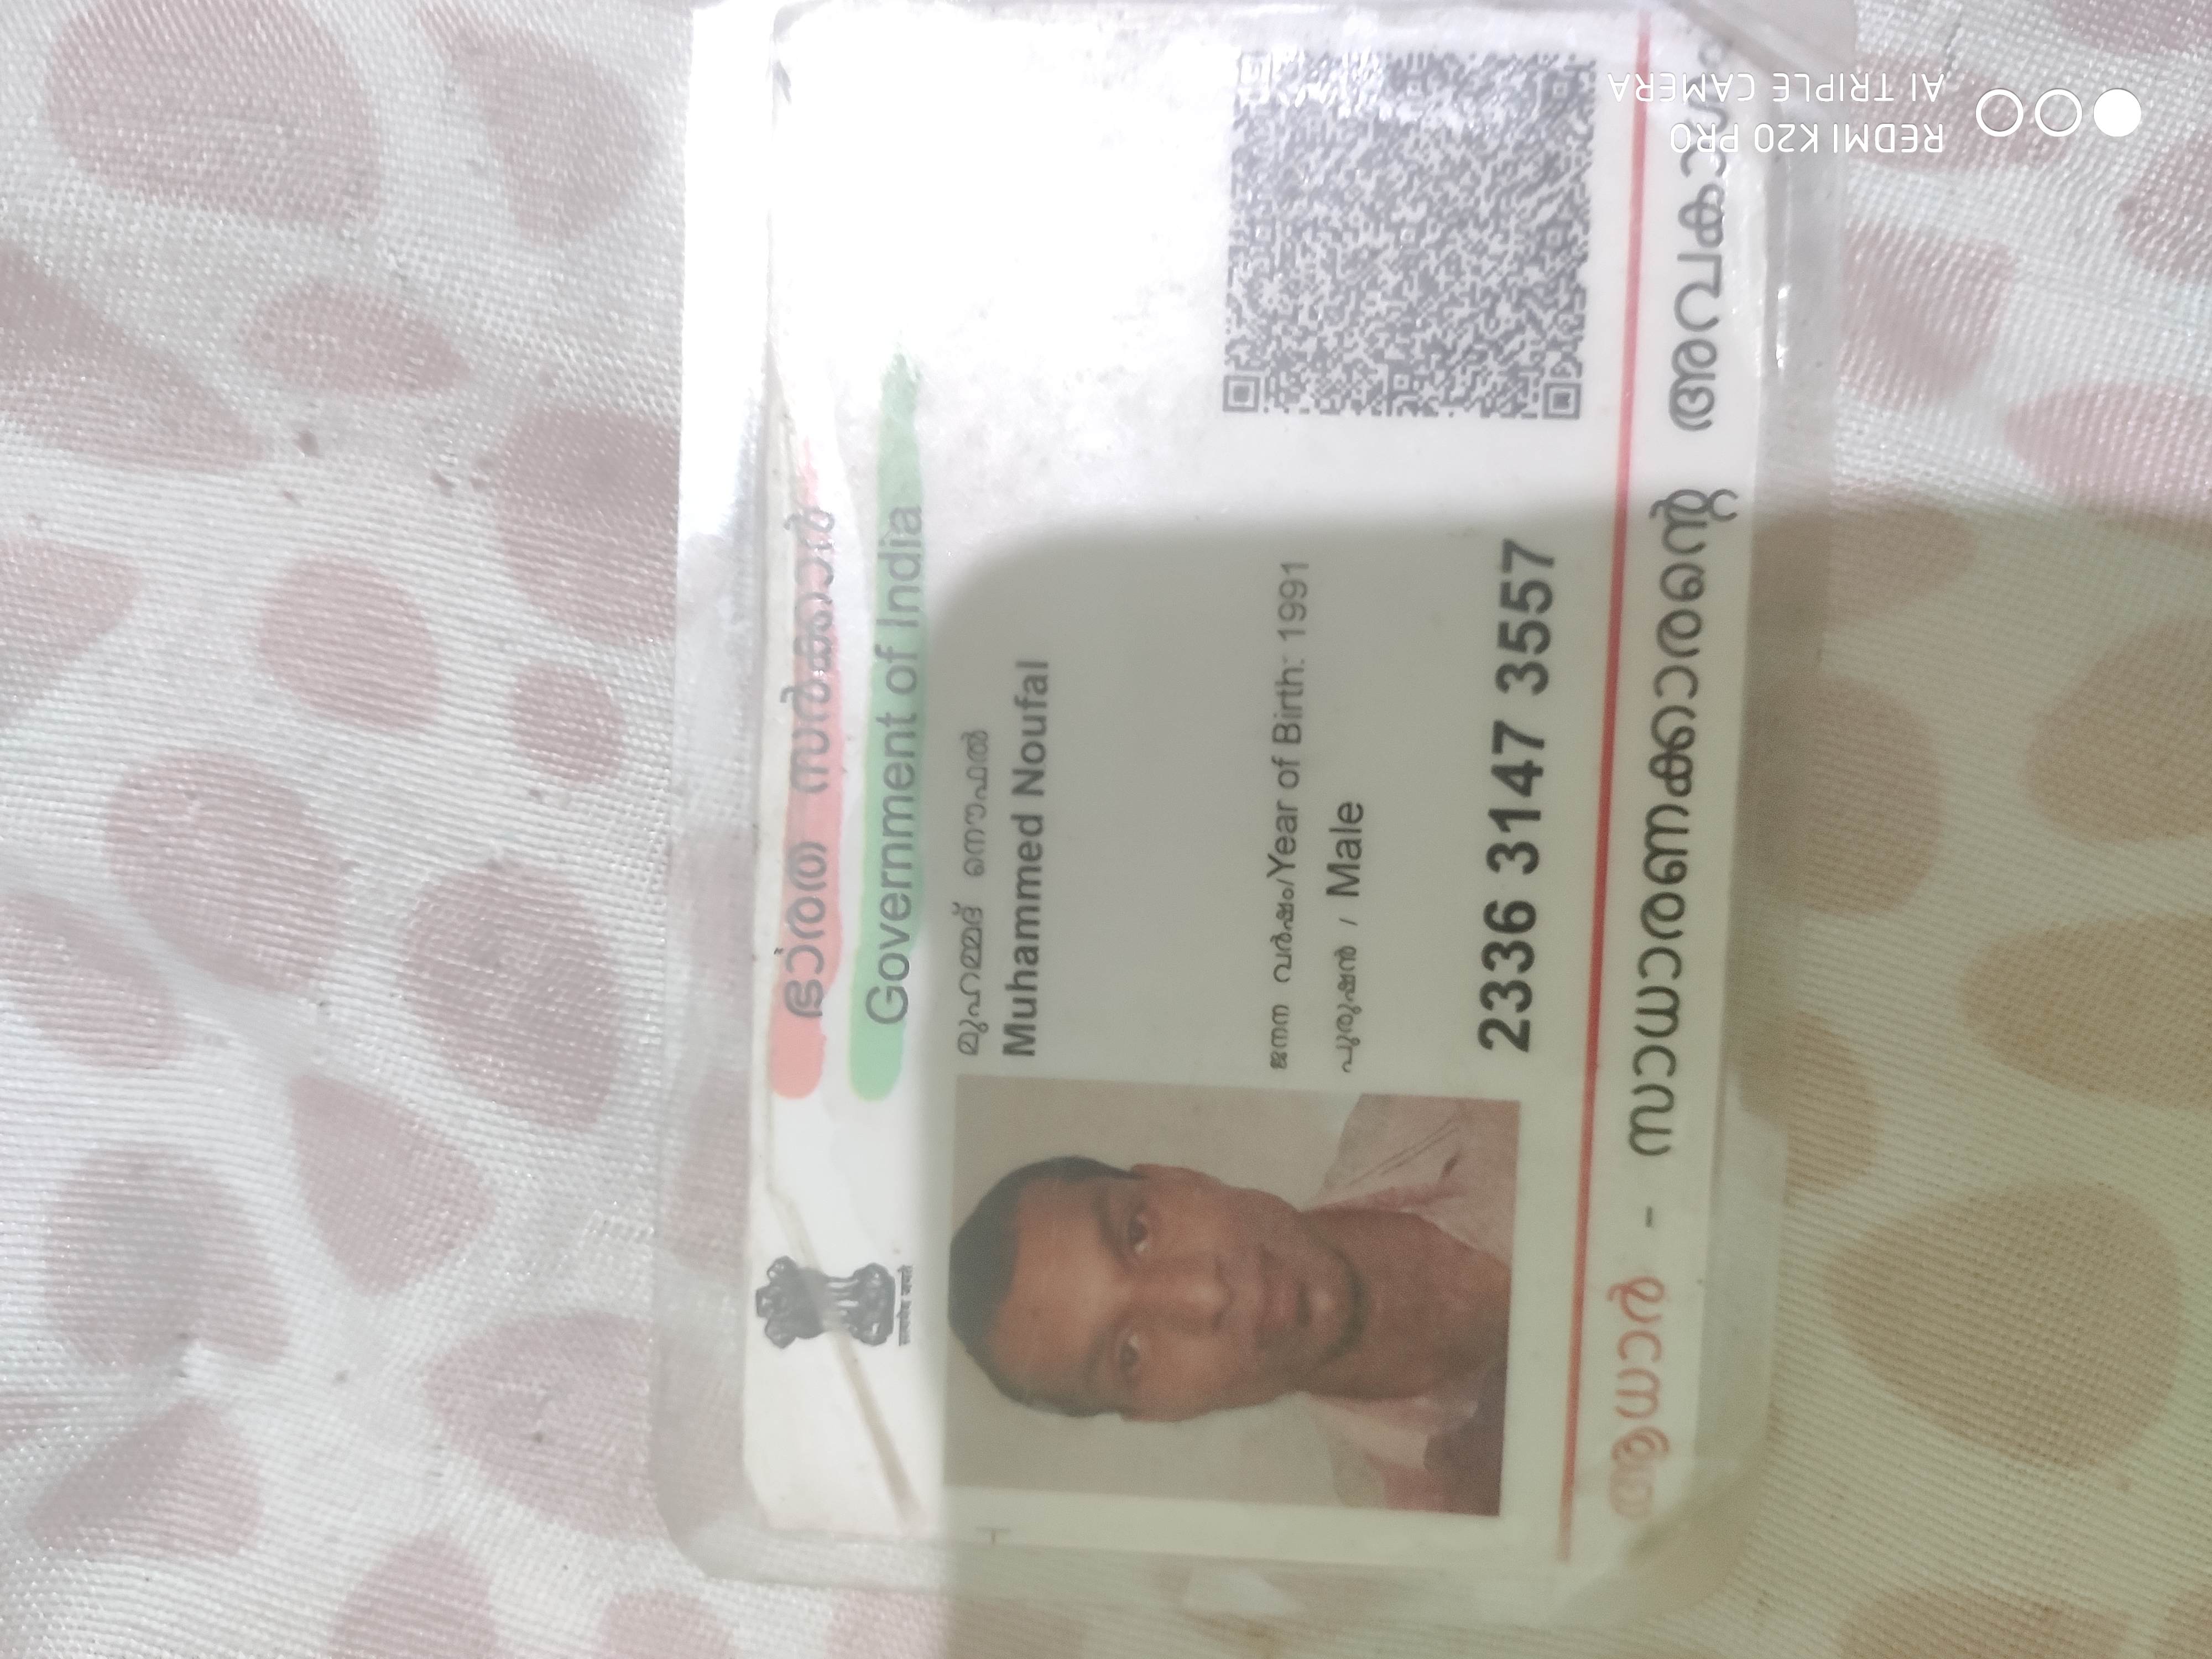 ഭാരത സർക്കാർ
Government of India
മുഹമ്മദ് നൌഫൽ
Muhammed Noufal
ജനന വർഷം/Year of Birth: 1991
പുരുഷൻ / Male
2336 3147 3557
ആധാർ - സാധാരണക്കാരന്റെ അവകാശം
REDMI K20 PRO
AI TRIPLE CAMERA